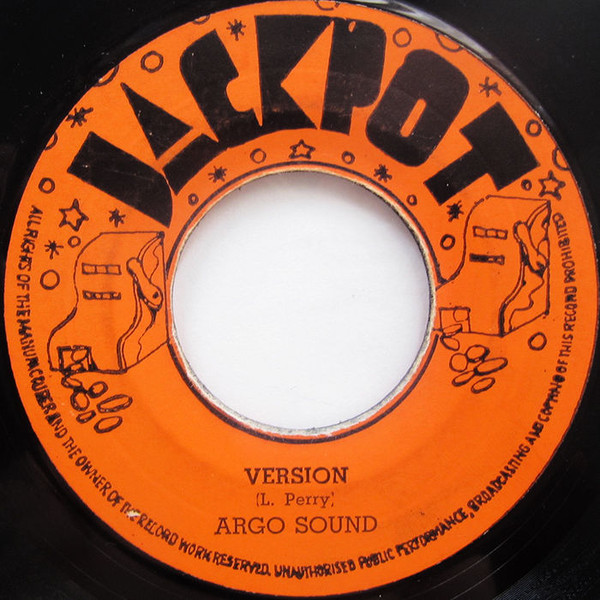 JACKPOT
VERSION
(L. Perry)
ARGO SOUND
ALL RIGHTS OF THE MANUMCRUBER AND THE OWNER OF THE RECORD WORK RESERVED. UNAUTHORISED PUBLIC PERFORMANCE, BROADCASTING AND COPYING OF THIS RECORD PROHIBITED